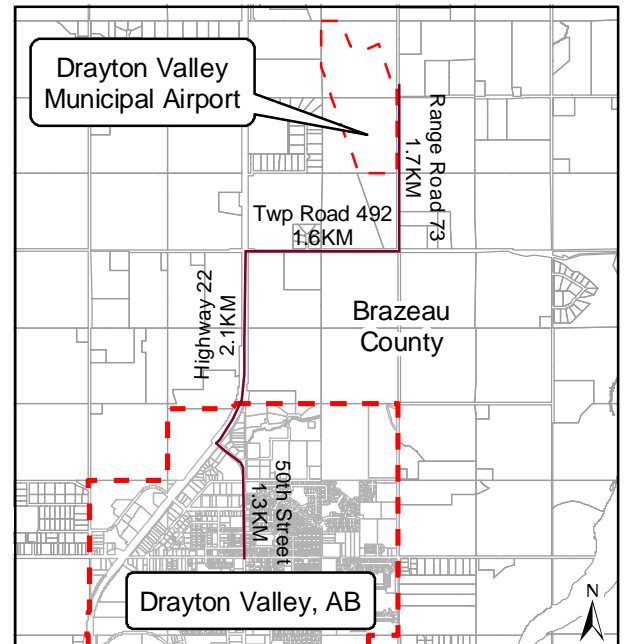 Drayton Valley
Municipal Airport
Range Road 73
1.7KM
Twp Road 492
1.6KM
Highway 22
2.1KM
Brazeau
County
50th Street
1.3KM
Drayton Valley, AB
N